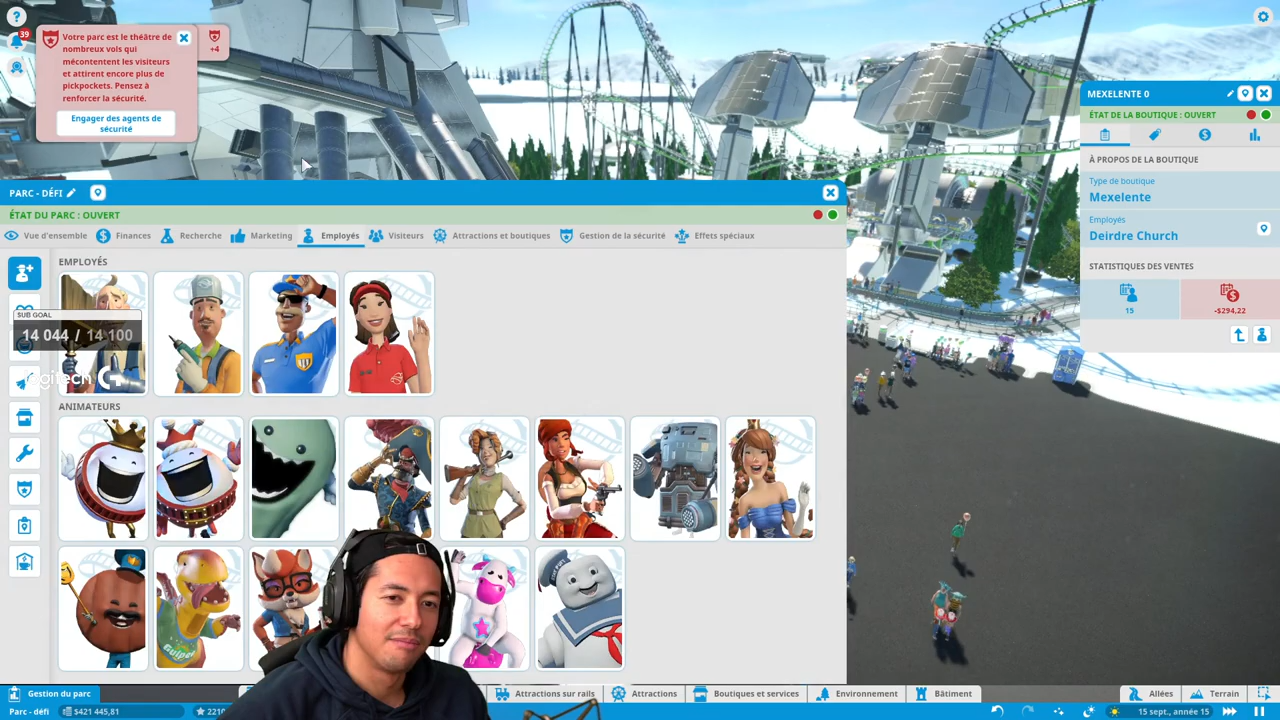 39
Votre parc est le théâtre de
nombreux vols qui
mécontentent les visiteurs
et attirent encore plus de
pickpockets. Pensez à
renforcer la sécurité.
+4
Engager des agents de
sécurité
PARC - DÉFI
ÉTAT DU PARC : OUVERT
Vue d'ensemble
Finances
Recherche
Marketing
Employés
Visiteurs
Attractions et boutiques
Gestion de la sécurité
Effets spéciaux
EMPLOYÉS
SUB GOAL
14 044 / 14 100
logitech G
ANIMATEURS
MEXELENTE 0
ÉTAT DE LA BOUTIQUE : OUVERT
À PROPOS DE LA BOUTIQUE
Type de boutique
Mexelente
Employés
Deirdre Church
STATISTIQUES DES VENTES
15
-$294,22
Gestion du parc
Attractions sur rails
Attractions
Boutiques et services
Environnement
Bâtiment
Allées
Terrain
Parc - défi
$421 445,81
2210
15 sept., année 15